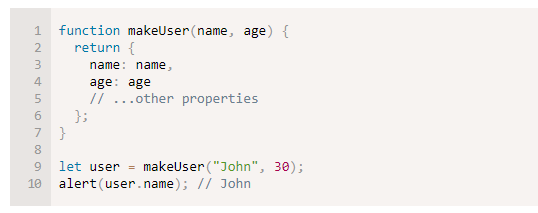 1 function makeUser(name, age) {
2   return {
3     name: name,
4     age: age
5     // ...other properties
6   };
7 }
8
9 let user = makeUser("John", 30);
10 alert(user.name); // John